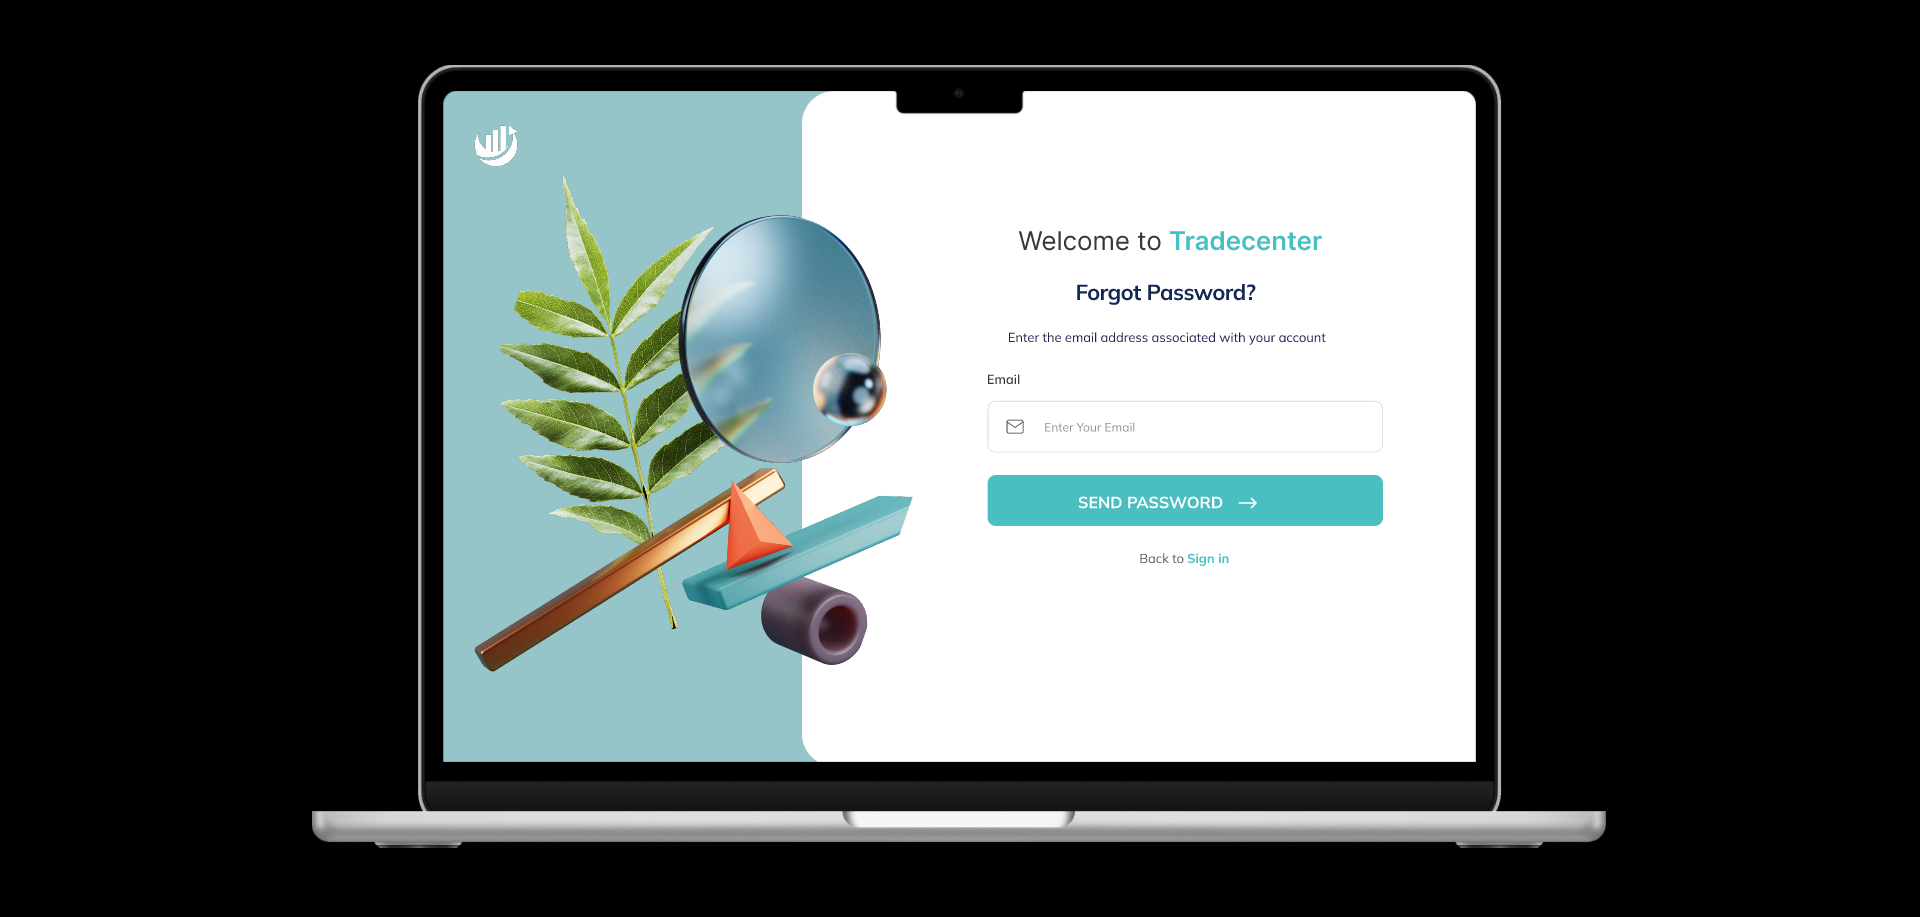 Welcome to Tradecenter
Forgot Password?
Enter the email address associated with your account
Email
Enter Your Email
SEND PASSWORD
Back to Sign in